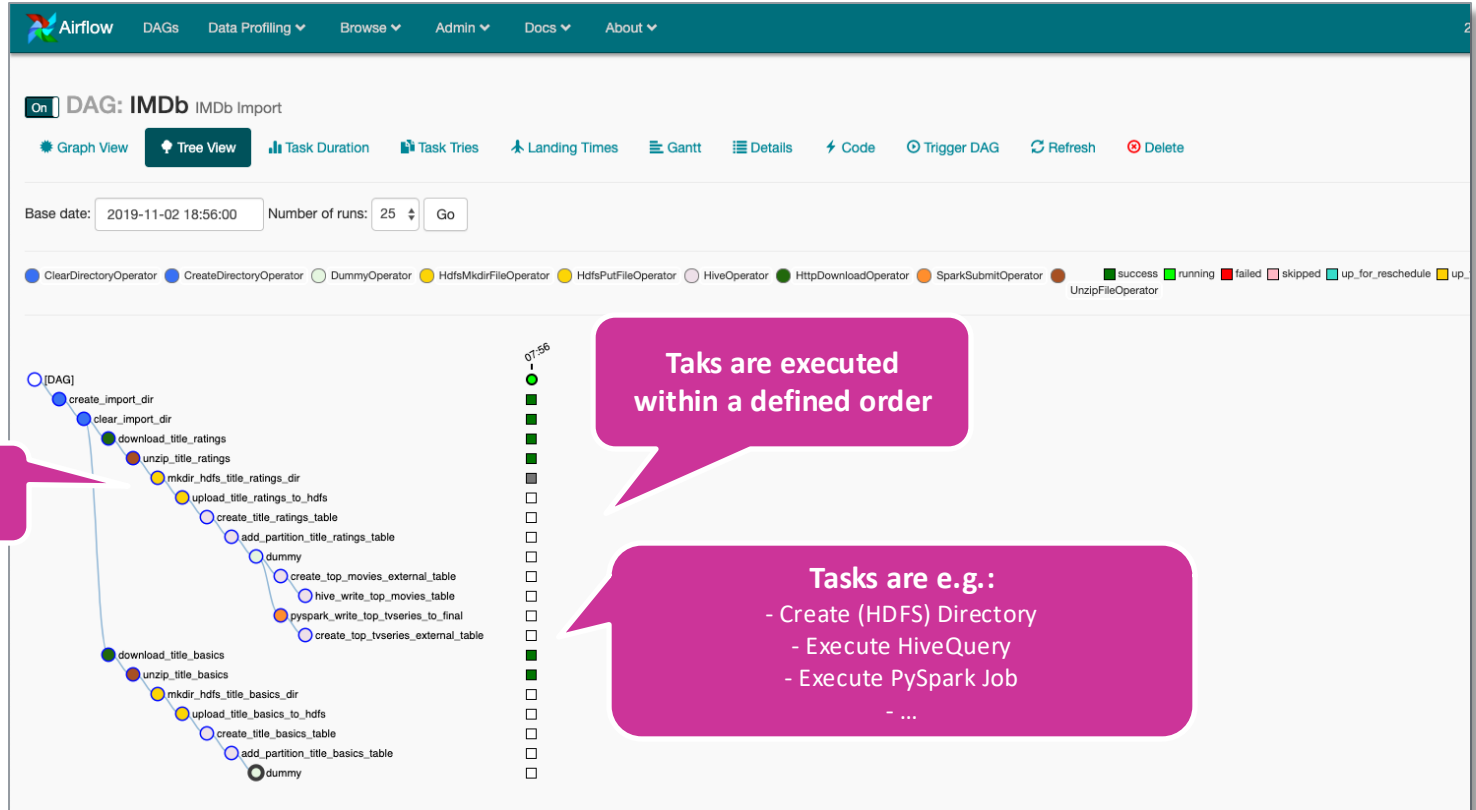 Airflow DAGs Data Profiling Browse Admin Docs About 2
On DAG: IMDb IMDb Import
Graph View Tree View Task Duration Task Tries Landing Times Gantt Details Code Trigger DAG Refresh Delete
Base date: 2019-11-02 18:56:00 Number of runs: 25 Go
ClearDirectoryOperator CreateDirectoryOperator DummyOperator HdfsMkdirFileOperator HdfsPutFileOperator HiveOperator HttpDownloadOperator SparkSubmitOperator success running failed skipped up_for_reschedule up_
UnzipFileOperator
07:56
Taks are executed
within a defined order
[DAG]
create_import_dir
clear_import_dir
download_title_ratings
unzip_title_ratings
mkdir_hdfs_title_ratings_dir
upload_title_ratings_to_hdfs
create_title_ratings_table
add_partition_title_ratings_table
dummy
create_top_movies_external_table
hive_write_top_movies_table
pyspark_write_top_tvseries_to_final
create_top_tvseries_external_table
download_title_basics
unzip_title_basics
mkdir_hdfs_title_basics_dir
upload_title_basics_to_hdfs
create_title_basics_table
add_partition_title_basics_table
dummy
Tasks are e.g.:
- Create (HDFS) Directory
- Execute HiveQuery
- Execute PySpark Job
- ...